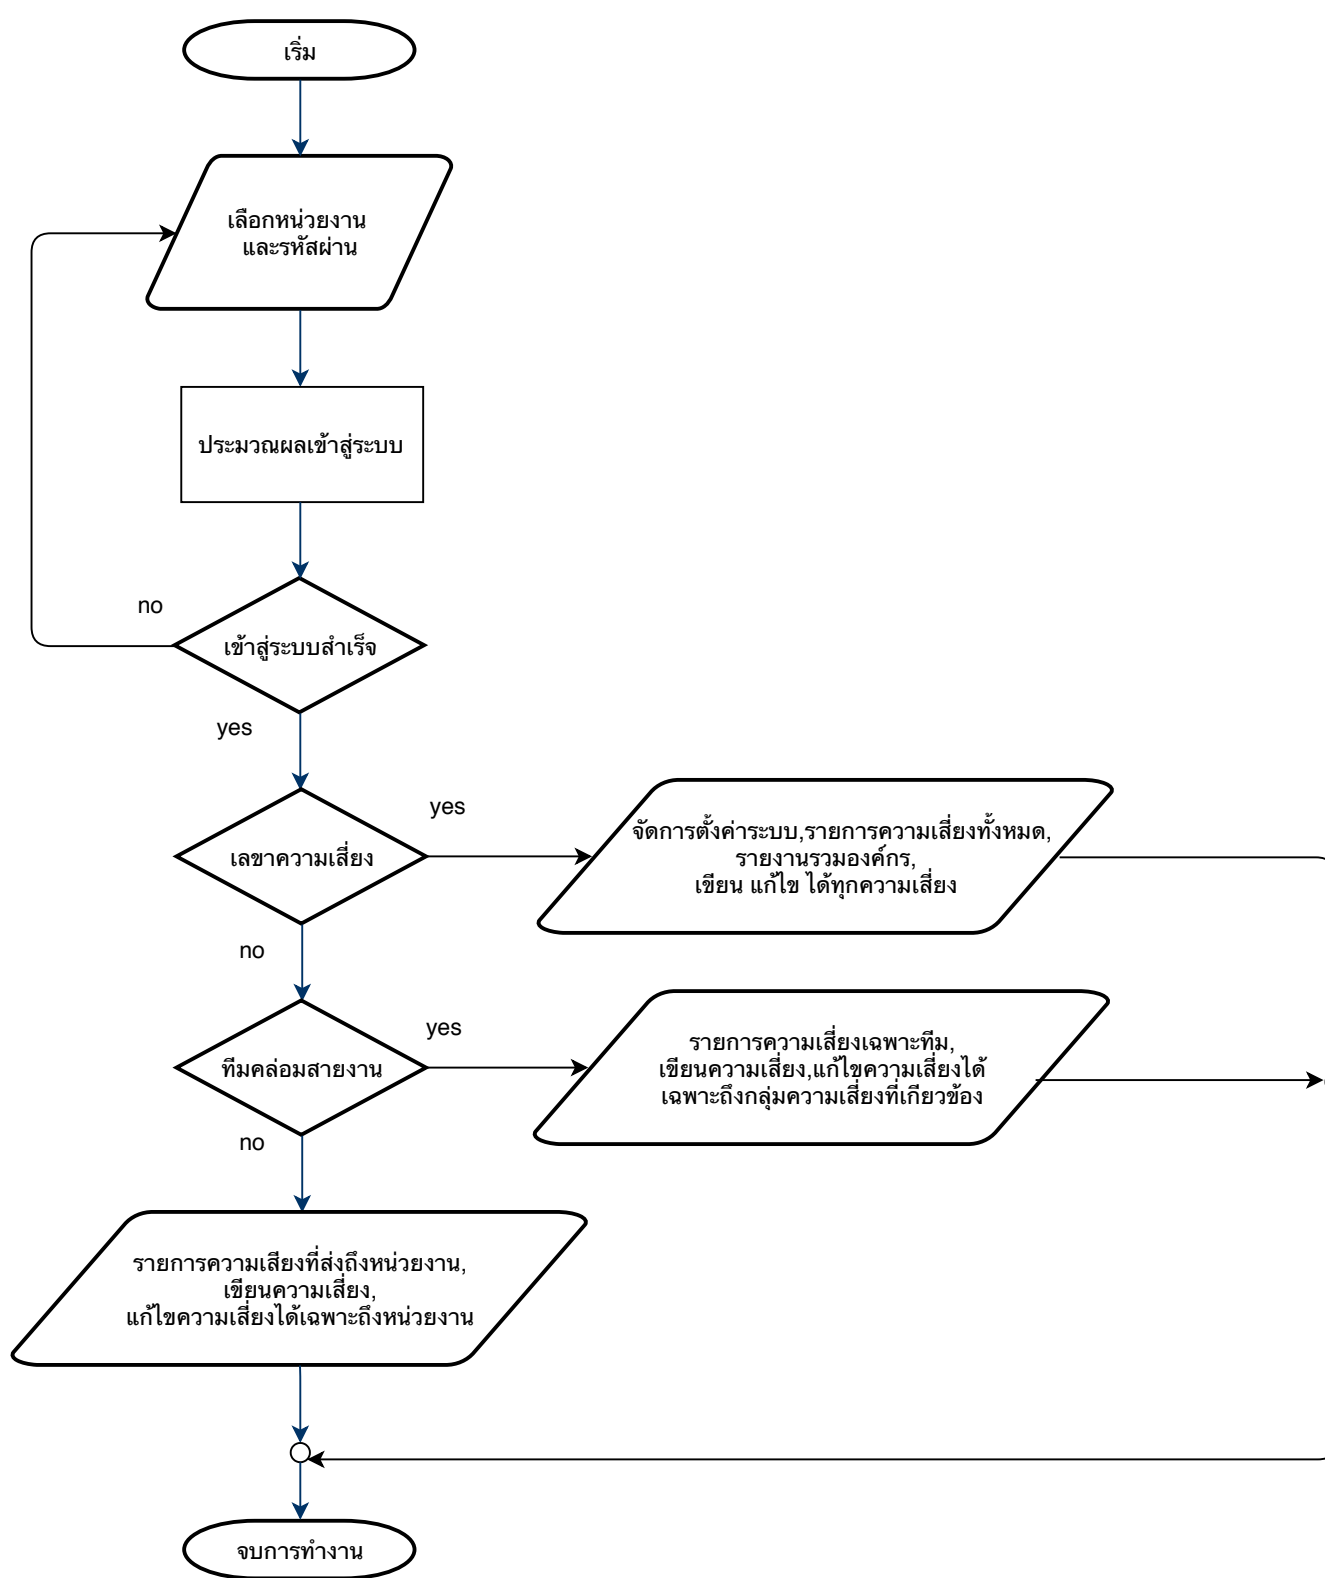 เริ่ม
เลือกหน่วยงาน
และรหัสผ่าน
ประมวณผลเข้าสู่ระบบ
no
เข้าสู่ระบบสำเร็จ
yes
เลขาความเสี่ยง
yes
จัดการตั้งค่าระบบ,รายการความเสี่ยงทั้งหมด,
รายงานรวมองค์กร,
เขียน แก้ไข ได้ทุกความเสี่ยง
no
ทีมคล่อมสายงาน
yes
รายการความเสี่ยงเฉพาะทีม,
เขียนความเสี่ยง,แก้ไขความเสี่ยงได้
เฉพาะถึงกลุ่มความเสี่ยงที่เกียวข้อง
no
รายการความเสียงที่ส่งถึงหน่วยงาน,
เขียนความเสี่ยง,
แก้ไขความเสี่ยงได้เฉพาะถึงหน่วยงาน
จบการทำงาน